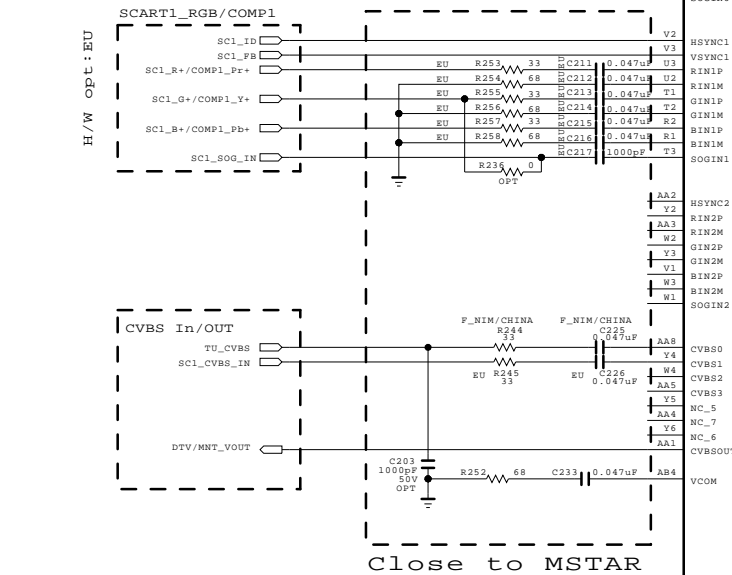 SCART1_RGB/COMP1
H/W opt:EU
SC1_ID
SC1_FB
SC1_R+/COMP1_Pr+
SC1_G+/COMP1_Y+
SC1_B+/COMP1_Pb+
SC1_SOG_IN
EU R253 33 EU C211 0.047uF
EU R254 68 EU C212 0.047uF
EU R255 33 EU C213 0.047uF
EU R256 68 EU C214 0.047uF
EU R257 33 EU C215 0.047uF
EU R258 68 EU C216 0.047uF
EU C217 1000pF
R236 0
OPT
V2 HSYNC1
V3 VSYNC1
U3 RIN1P
U2 RIN1M
T1 GIN1P
T2 GIN1M
R2 BIN1P
R1 BIN1M
T3 SOGIN1
AA2 HSYNC2
Y2 RIN2P
AA3 RIN2M
W2 GIN2P
Y3 GIN2M
V1 BIN2P
W3 BIN2M
W1 SOGIN2
CVBS In/OUT
TU_CVBS
SC1_CVBS_IN
DTV/MNT_VOUT
F_NIM/CHINA
R244
33
F_NIM/CHINA
C225
0.047uF
EU R245
33
EU C226
0.047uF
AA8 CVBS0
Y4 CVBS1
W4 CVBS2
AA5 CVBS3
Y5 NC_5
AA4 NC_7
Y6 NC_6
AA1 CVBSOU
C203
1000pF
50V
OPT
R252 68 C233 0.047uF AB4 VCOM
Close to MSTAR